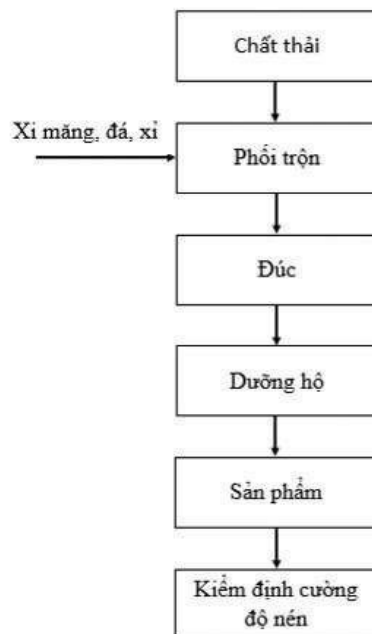 Chất thải
Xi măng, đá, xỉ
Phối trộn
Đúc
Dưỡng hộ
Sản phẩm
Kiểm định cường
độ nén